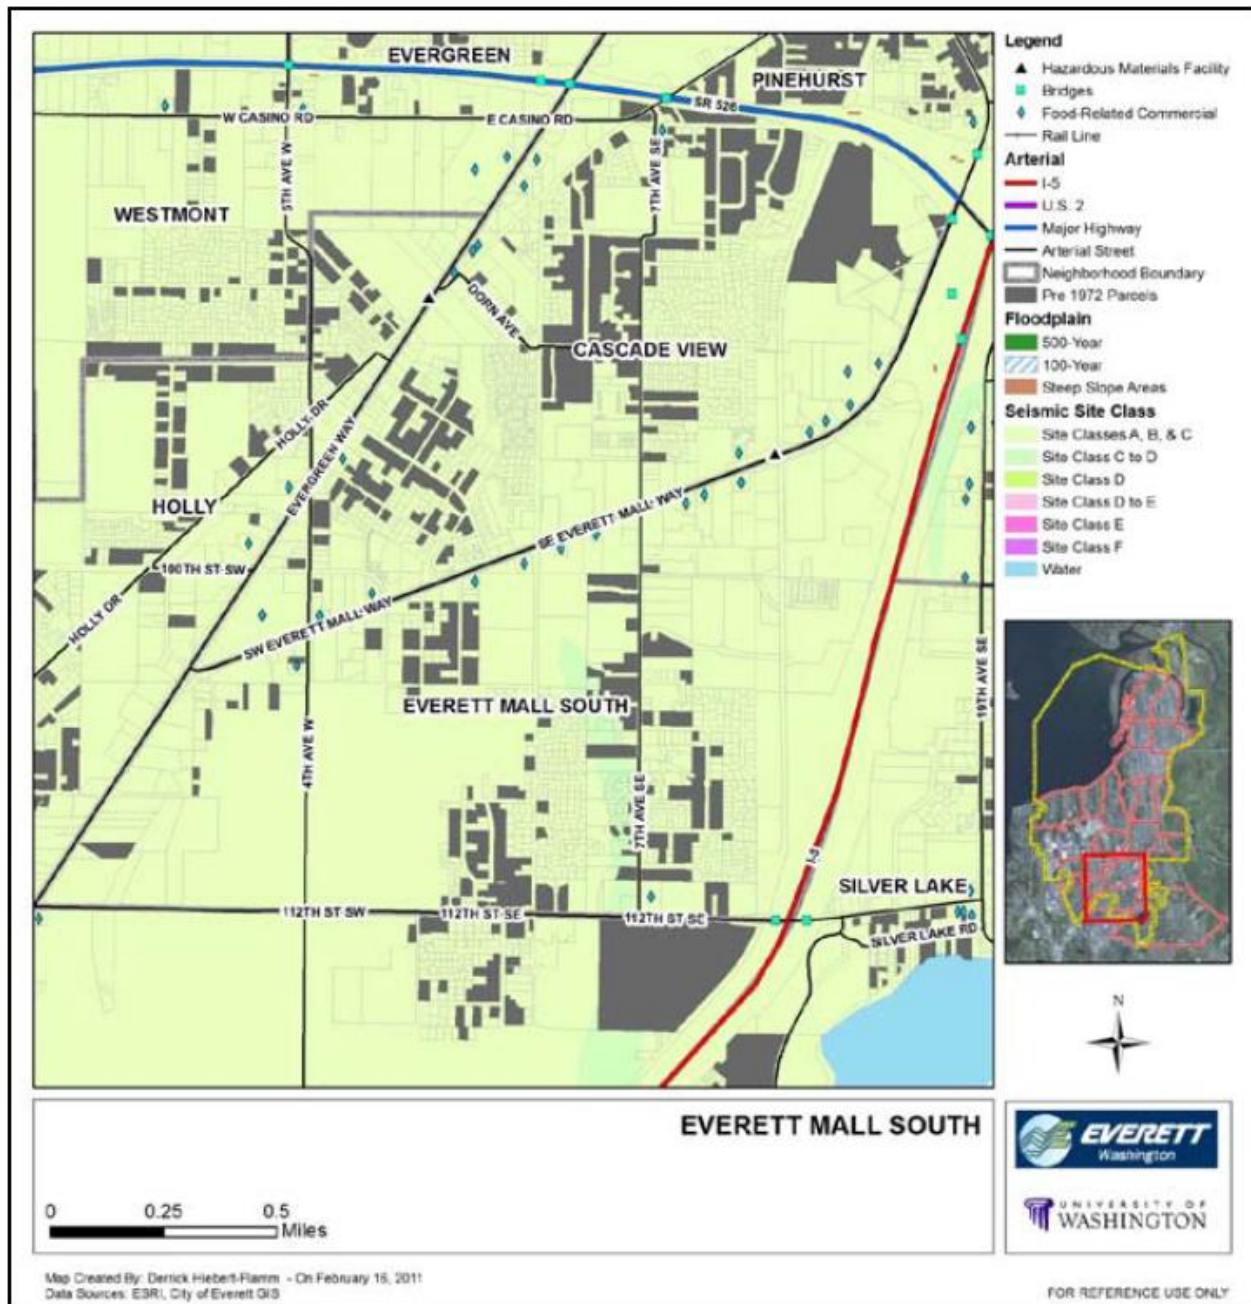 EVERGREEN
PINEHURST
SR 526
W CASINO RD
E CASINO RD
5TH AVE W
7TH AVE SE
WESTMONT
DORN AVE
CASCADE VIEW
HOLLY DR
EVERGREEN WAY
HOLLY
SE EVERETT MALL WAY
100TH ST SW
HOLLY DR
SW EVERETT MALL WAY
19TH AVE SE
EVERETT MALL SOUTH
4TH AVE W
7TH AVE SE
I-5
SILVER LAKE
112TH ST SW
112TH ST SE
112TH ST SE
SILVER LAKE RD
Legend
Hazardous Materials Facility
Bridges
Food-Related Commercial
Rail Line
Arterial
I-5
U.S. 2
Major Highway
Arterial Street
Neighborhood Boundary
Pre 1972 Parcels
Floodplain
500-Year
100-Year
Steep Slope Areas
Seismic Site Class
Site Classes A, B, & C
Site Class C to D
Site Class D
Site Class D to E
Site Class E
Site Class F
Water
N
EVERETT MALL SOUTH
0 0.25 0.5
Miles
EVERETT
Washington
UNIVERSITY OF
WASHINGTON
Map Created By: Derrick Hiebert-Flamm - On February 16, 2011
Data Sources: ESRI, City of Everett GIS
FOR REFERENCE USE ONLY